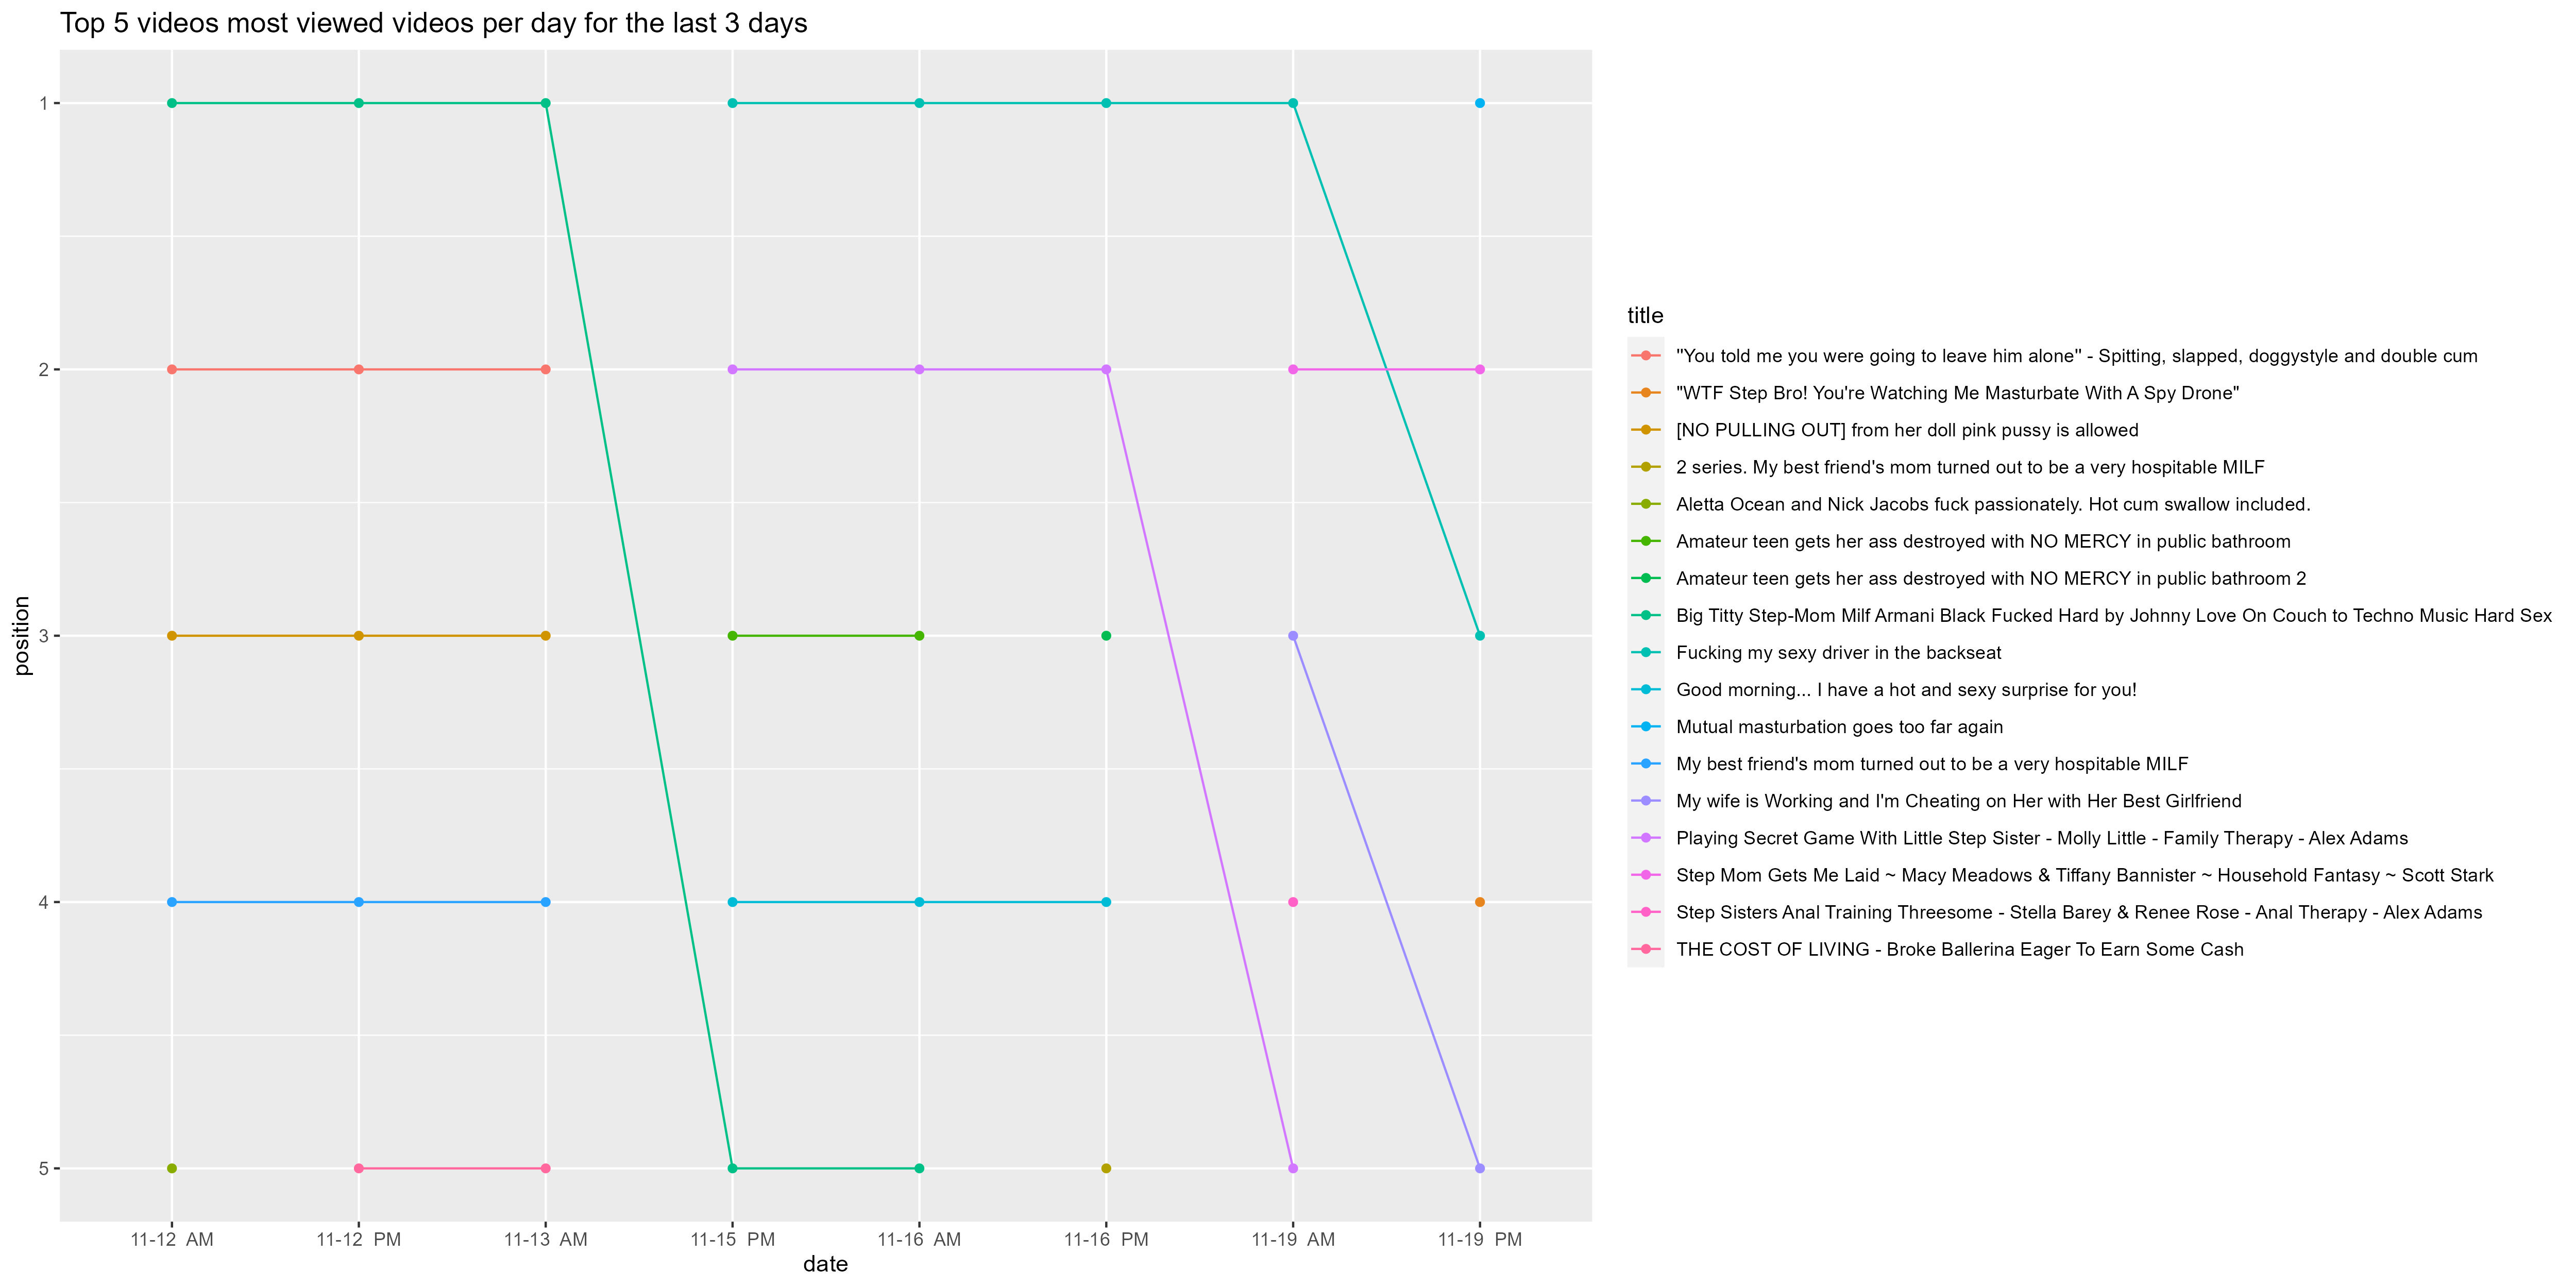 Top 5 videos most viewed videos per day for the last 3 days
position
1
2
3
4
5
11-12 AM
11-12 PM
11-13 AM
11-15 PM
11-16 AM
11-16 PM
11-19 AM
11-19 PM
date
title
"You told me you were going to leave him alone" - Spitting, slapped, doggystyle and double cum
"WTF Step Bro! You're Watching Me Masturbate With A Spy Drone"
[NO PULLING OUT] from her doll pink pussy is allowed
2 series. My best friend's mom turned out to be a very hospitable MILF
Aletta Ocean and Nick Jacobs fuck passionately. Hot cum swallow included.
Amateur teen gets her ass destroyed with NO MERCY in public bathroom
Amateur teen gets her ass destroyed with NO MERCY in public bathroom 2
Big Titty Step-Mom Milf Armani Black Fucked Hard by Johnny Love On Couch to Techno Music Hard Sex
Fucking my sexy driver in the backseat
Good morning... I have a hot and sexy surprise for you!
Mutual masturbation goes too far again
My best friend's mom turned out to be a very hospitable MILF
My wife is Working and I'm Cheating on Her with Her Best Girlfriend
Playing Secret Game With Little Step Sister - Molly Little - Family Therapy - Alex Adams
Step Mom Gets Me Laid ~ Macy Meadows & Tiffany Bannister ~ Household Fantasy ~ Scott Stark
Step Sisters Anal Training Threesome - Stella Barey & Renee Rose - Anal Therapy - Alex Adams
THE COST OF LIVING - Broke Ballerina Eager To Earn Some Cash